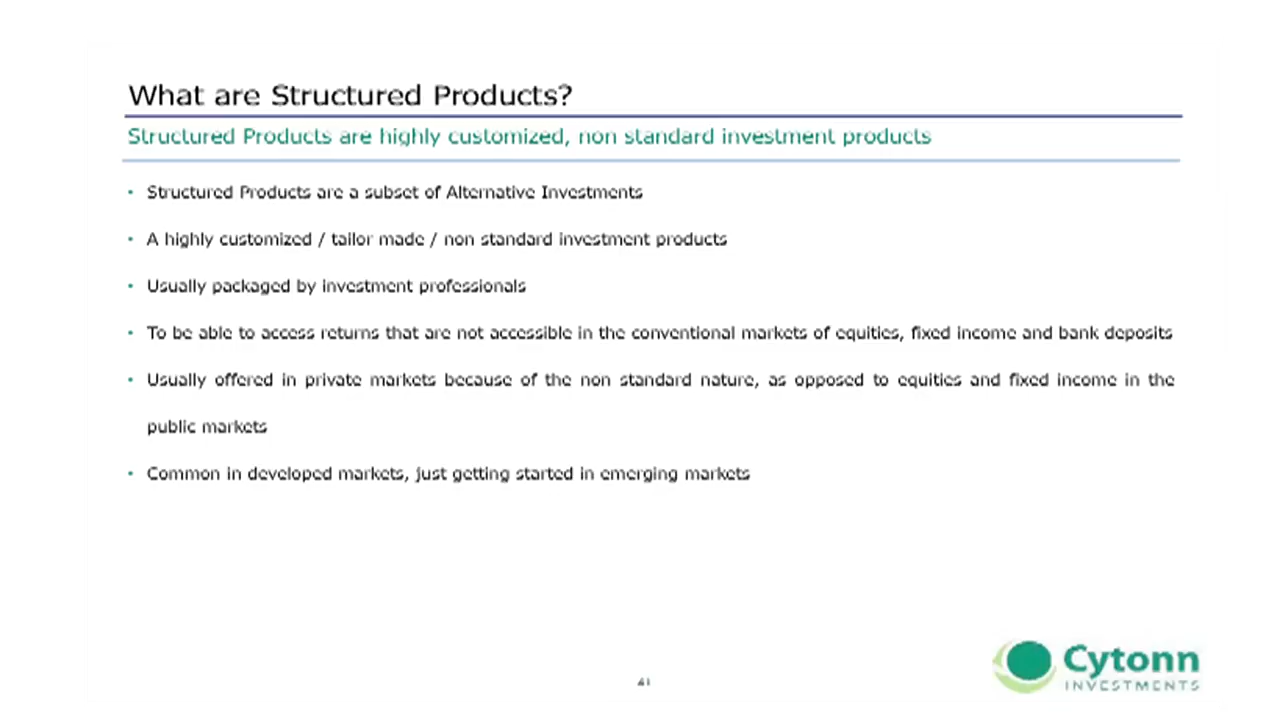 What are Structured Products?
Structured Products are highly customized, non standard investment products
• Structured Products are a subset of Alternative Investments
• A highly customized / tailor made / non standard investment products
• Usually packaged by investment professionals
• To be able to access returns that are not accessible in the conventional markets of equities, fixed income and bank deposits
• Usually offered in private markets because of the non standard nature, as opposed to equities and fixed income in the
public markets
• Common in developed markets, just getting started in emerging markets
Cytonn
INVESTMENTS